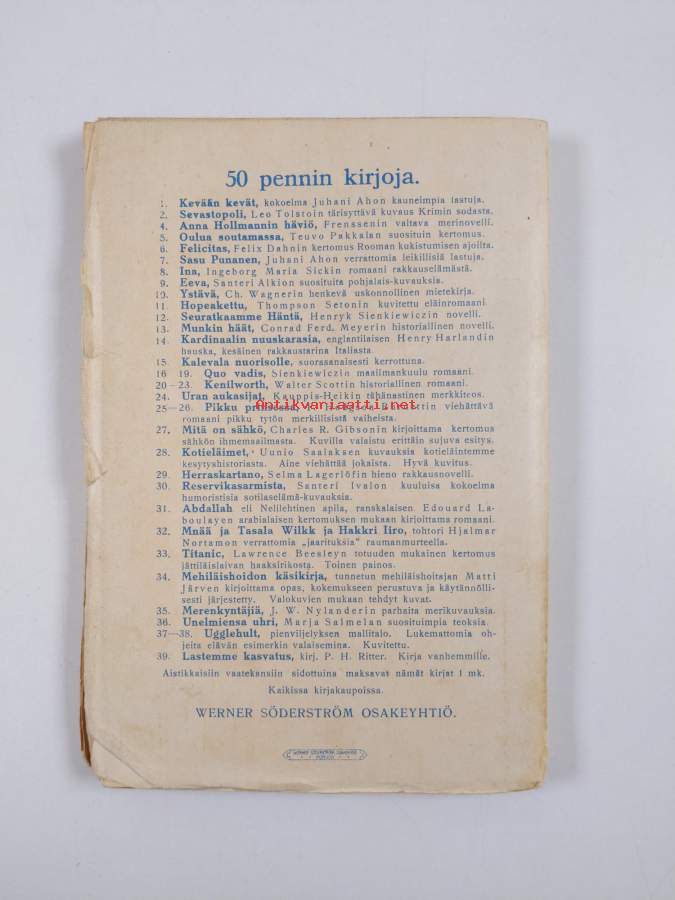 50 pennin kirjoja.
1. Kevään kevät, kokoelma Juhani Ahon kauneimpia lastuja.
2. Sevastopoli, Leo Tolstoin tärisyttävä kuvaus Krimin sodasta.
4. Anna Hollmannin häviö, Frenssenin valtava merinovelli.
5. Oulua soutamassa, Teuvo Pakkalan suosituin kertomus.
6. Felicitas, Felix Dahnin kertomus Rooman kukistumisen ajoilta.
7. Sasu Punanen, Juhani Ahon verrattomia leikillisiä lastuja.
8. Ina, Ingeborg Maria Sickin romaani rakkauselämästä.
9. Eeva, Santeri Alkion suosituita pohjalais-kuvauksia.
10. Ystävä, Ch. Wagnerin henkevä uskonnollinen mietekirja.
11. Hopeakettu, Thompson Setonin kuvitettu eläinromaani.
12. Seuratkaamme Häntä, Henryk Sienkiewiczin novelli.
13. Munkin häät, Conrad Ferd. Meyerin historiallinen novelli.
14. Kardinaalin nuuskarasia, englantilaisen Henry Harlandin
hauska, kesäinen rakkaustarina Italiasta.
15. Kalevala nuorisolle, suorasanaisesti kerrottuna.
16 19. Quo vadis, Sienkiewiczin maailmankuulu romaani.
20—23. Kenilworth, Walter Scottin historiallinen romaani.
24. Uran aukasijat, Kauppis-Heikin tähänastinen merkkiteos.
25—26. Pikku prinsessa, viehättävä
antikvariaatti.net
romaani pikku tytön merkillisistä vaiheista.
27. Mitä on sähkö, Charles R. Gibsonin kirjoittama kertomus
sähkön ihmemaailmasta. Kuvilla valaistu erittäin sujuva esitys.
28. Kotieläimet, Uunio Saalaksen kuvauksia kotieläintemme
kesytyshistoriasta. Aine viehättää jokaista. Hyvä kuvitus.
29. Herraskartano, Selma Lagerlöfin hieno rakkausnovelli.
30. Reservikasarmista, Santeri Ivalon kuuluisa kokoelma
humoristisia sotilaselämä-kuvauksia.
31. Abdallah eli Nelilehtinen apila, ranskalaisen Edouard La-
boulayen arabialaisen kertomuksen mukaan kirjoittama romaani.
32. Mnää ja Tasala Wilkk ja Hakkri Iiro, tohtori Hjalmar
Nortamon verrattomia „jaarituksia" raumanmurteella.
33. Titanic, Lawrence Beesleyn totuuden mukainen kertomus
jättiläislaivan haaksirikosta. Toinen painos.
34. Mehiläishoidon käsikirja, tunnetun mehiläishoitajan Matti
Järven kirjoittama opas, kokemukseen perustuva ja käytännölli-
sesti järjestetty. Valokuvien mukaan tehdyt kuvat.
35. Merenkyntäjiä, J. W. Nylanderin parhaita merikuvauksia.
36. Unelmiensa uhri, Marja Salmelan suosituimpia teoksia.
37—38. Ugglehult, pienviljelyksen mallitalo. Lukemattomia oh-
jeita elävän esimerkin valaisemina. Kuvitettu.
39. Lastemme kasvatus, kirj. P. H. Ritter. Kirja vanhemmille.
Aistikkaisiin vaatekansiin sidottuina maksavat nämät kirjat 1 mk.
Kaikissa kirjakaupoissa.
WERNER SÖDERSTRÖM OSAKEYHTIÖ.